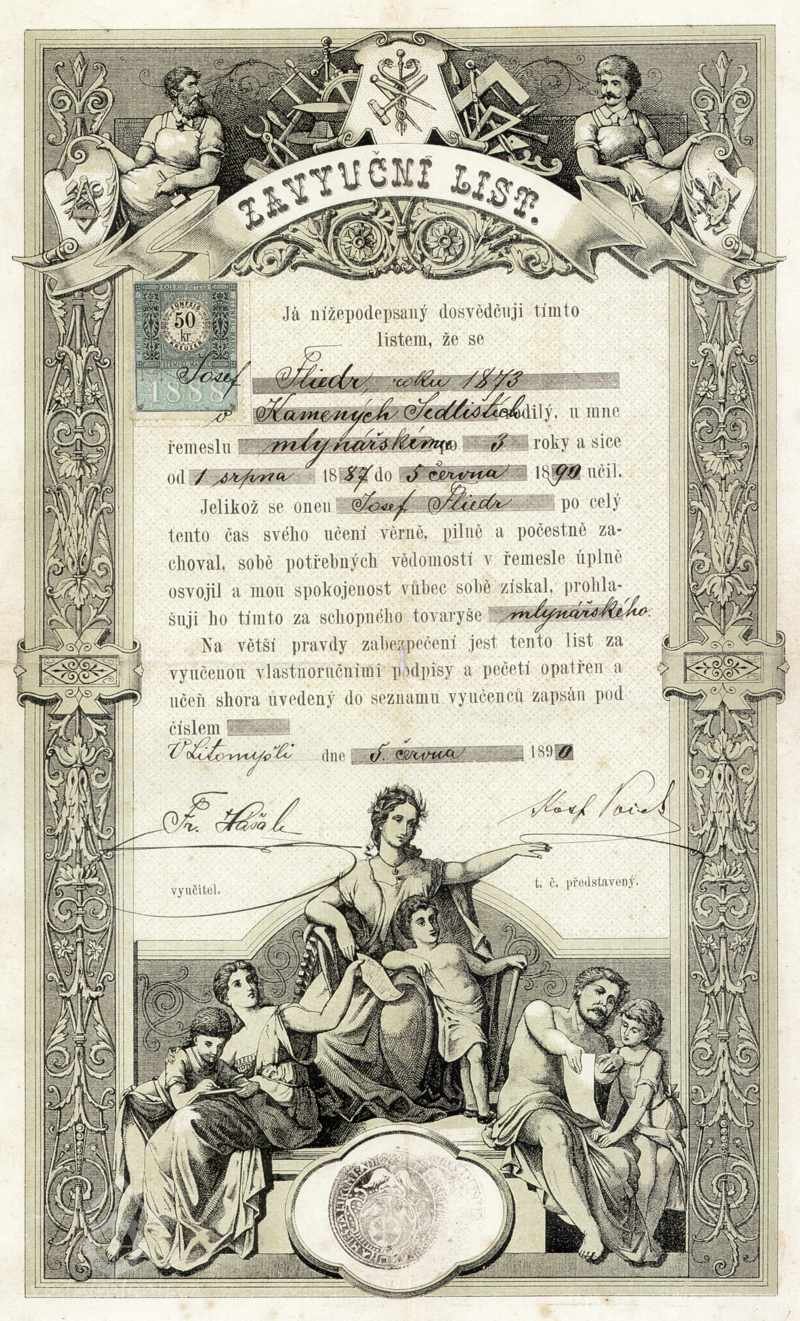 ZAVYUČNÍ LIST.
50
kr
1888
Já nížepodepsaný dosvědčuji tímto
listem, že se
Josef Fliedr, roku 1873
v Kamených Sedlištích rodilý, u mne
řemeslu mlynářskému po 3 roky a sice
od 1 srpna 1887 do 5 června 1890 učil.
Jelikož se onen Josef Fliedr po celý
tento čas svého učení věrně, pilně a počestně za-
choval, sobě potřebných vědomostí v řemesle úplně
osvojil a mou spokojenost vůbec sobě získal, prohla-
šuji ho tímto za schopného tovaryše mlynářského.
Na větší pravdy zabezpečení jest tento list za
vyučenou vlastnoručními podpisy a pečetí opatřen a
učeň shora uvedený do seznamu vyučenců zapsán pod
číslem
V Litomyšli dne 5. června 1890
Fr.
vyučitel. t. č. představený.